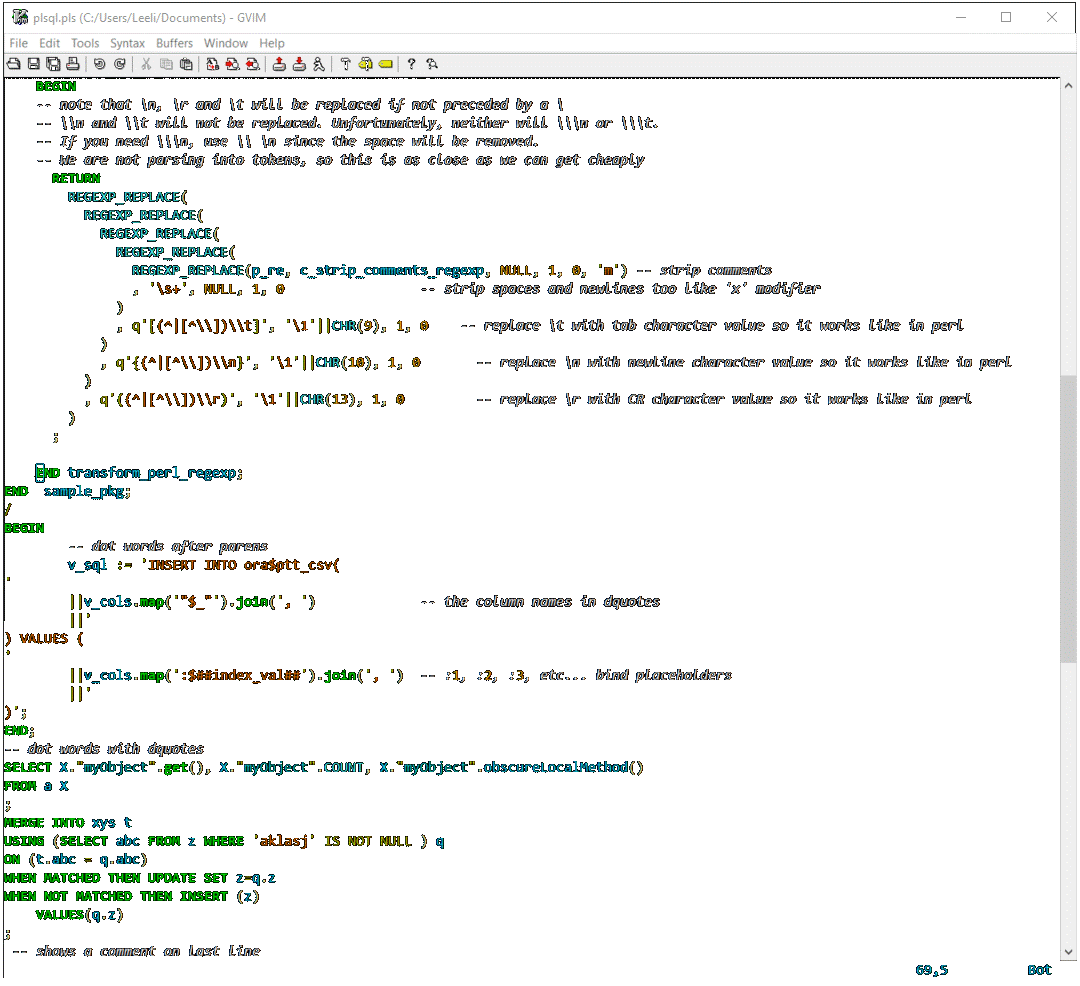 plsql.pls (C:/Users/Leeli/Documents) - GVIM
File Edit Tools Syntax Buffers Window Help
    BEGIN
    -- note that \n, \r and \t will be replaced if not preceded by a \
    -- \\n and \\t will not be replaced. Unfortunately, neither will \\\n or \\\t.
    -- If you need \\\n, use \\ \n since the space will be removed.
    -- We are not parsing into tokens, so this is as close as we can get cheaply
      RETURN
        REGEXP_REPLACE(
          REGEXP_REPLACE(
            REGEXP_REPLACE(
              REGEXP_REPLACE(
                REGEXP_REPLACE(p_re, c_strip_comments_regexp, NULL, 1, 0, 'm') -- strip comments
                , '\s+', NULL, 1, 0                 -- strip spaces and newlines too like 'x' modifier
              )
              , q'[(^|[^\\])\\t]', '\1'||CHR(9), 1, 0    -- replace \t with tab character value so it works like in perl
            )
            , q'{(^|[^\\])\\n}', '\1'||CHR(10), 1, 0       -- replace \n with newline character value so it works like in perl
          )
          , q'((^|[^\\])\\r)', '\1'||CHR(13), 1, 0         -- replace \r with CR character value so it works like in perl
        )
      ;
    END transform_perl_regexp;
END  sample_pkg;
/
BEGIN
        -- dot words after parens
        v_sql := 'INSERT INTO ora$ptt_csv(
'
        ||v_cols.map('"$_"').join(', ')             -- the column names in dquotes
        ||'
) VALUES (
'
        ||v_cols.map(':$##index_val##').join(', ')  -- :1, :2, :3, etc... bind placeholders
        ||'
)';
END;
-- dot words with dquotes
SELECT X."myObject".get(), X."myObject".COUNT, X."myObject".obscureLocalMethod()
FROM a X
;
MERGE INTO xys t
USING (SELECT abc FROM z WHERE 'aklasj' IS NOT NULL ) q
ON (t.abc = q.abc)
WHEN MATCHED THEN UPDATE SET z=q.z
WHEN NOT MATCHED THEN INSERT (z)
    VALUES(q.z)
;
 -- shows a comment on last line
69,5 Bot